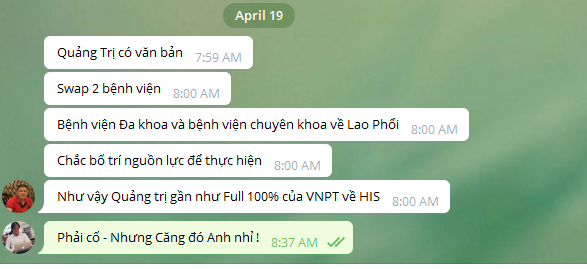 April 19
Quảng Trị có văn bản 7:59 AM
Swap 2 bệnh viện 8:00 AM
Bệnh viện Đa khoa và bệnh viện chuyên khoa về Lao Phổi 8:00 AM
Chắc bố trí nguồn lực để thực hiện 8:00 AM
Như vậy Quảng trị gần như Full 100% của VNPT về HIS 8:00 AM
Phải cố - Nhưng Căng đó Anh nhỉ ! 8:37 AM